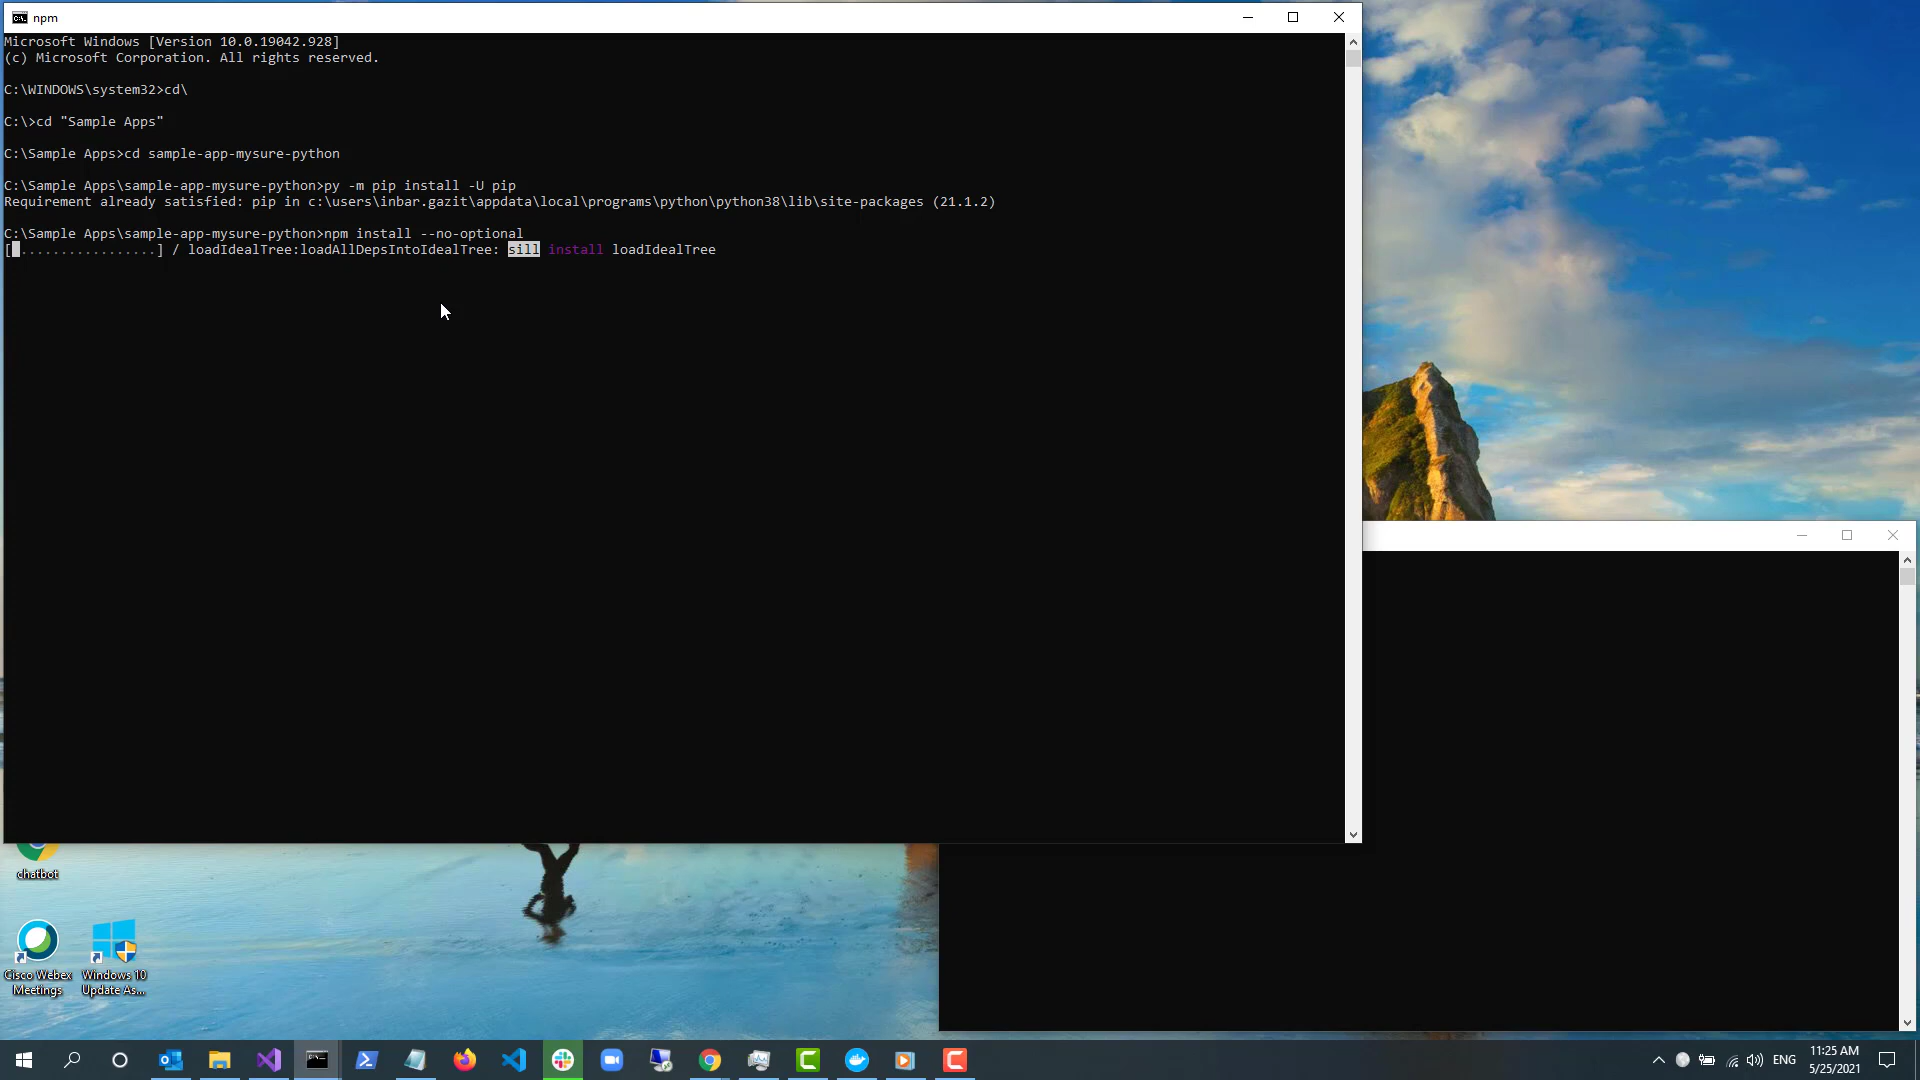 npm
Microsoft Windows [Version 10.0.19042.928]
(c) Microsoft Corporation. All rights reserved.
C:\WINDOWS\system32>cd\
C:\>cd "Sample Apps"
C:\Sample Apps>cd sample-app-mysure-python
C:\Sample Apps\sample-app-mysure-python>py -m pip install -U pip
Requirement already satisfied: pip in c:\users\inbar.gazit\appdata\local\programs\python\python38\lib\site-packages (21.1.2)
C:\Sample Apps\sample-app-mysure-python>npm install --no-optional
[ .................] / loadIdealTree:loadAllDepsIntoIdealTree: sill install loadIdealTree
chatbot
Cisco Webex
Meetings
Windows 10
Update As...
ENG
11:25 AM
5/25/2021